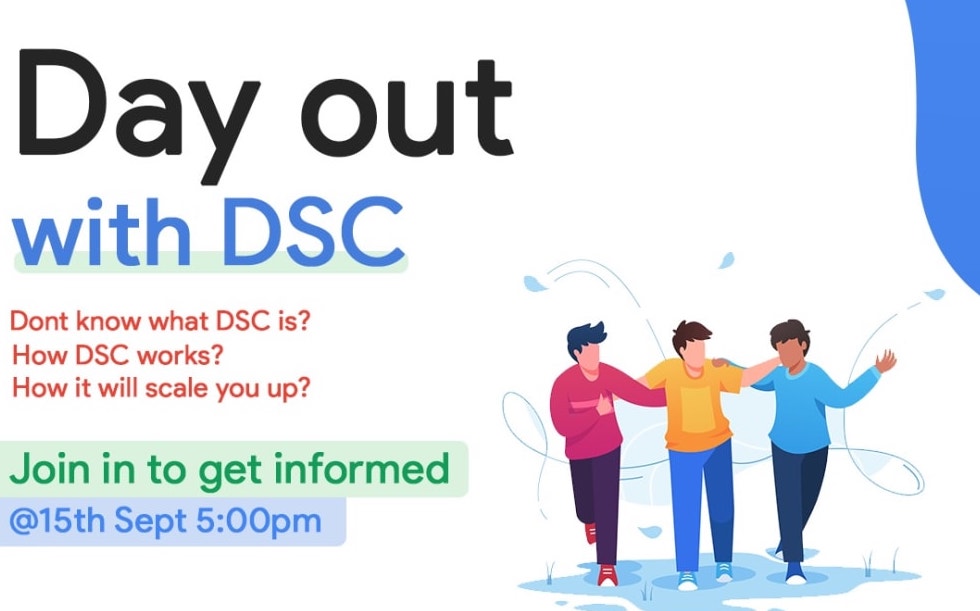 Day out
with DSC
Dont know what DSC is?
How DSC works?
How it will scale you up?
Join in to get informed
@15th Sept 5:00pm